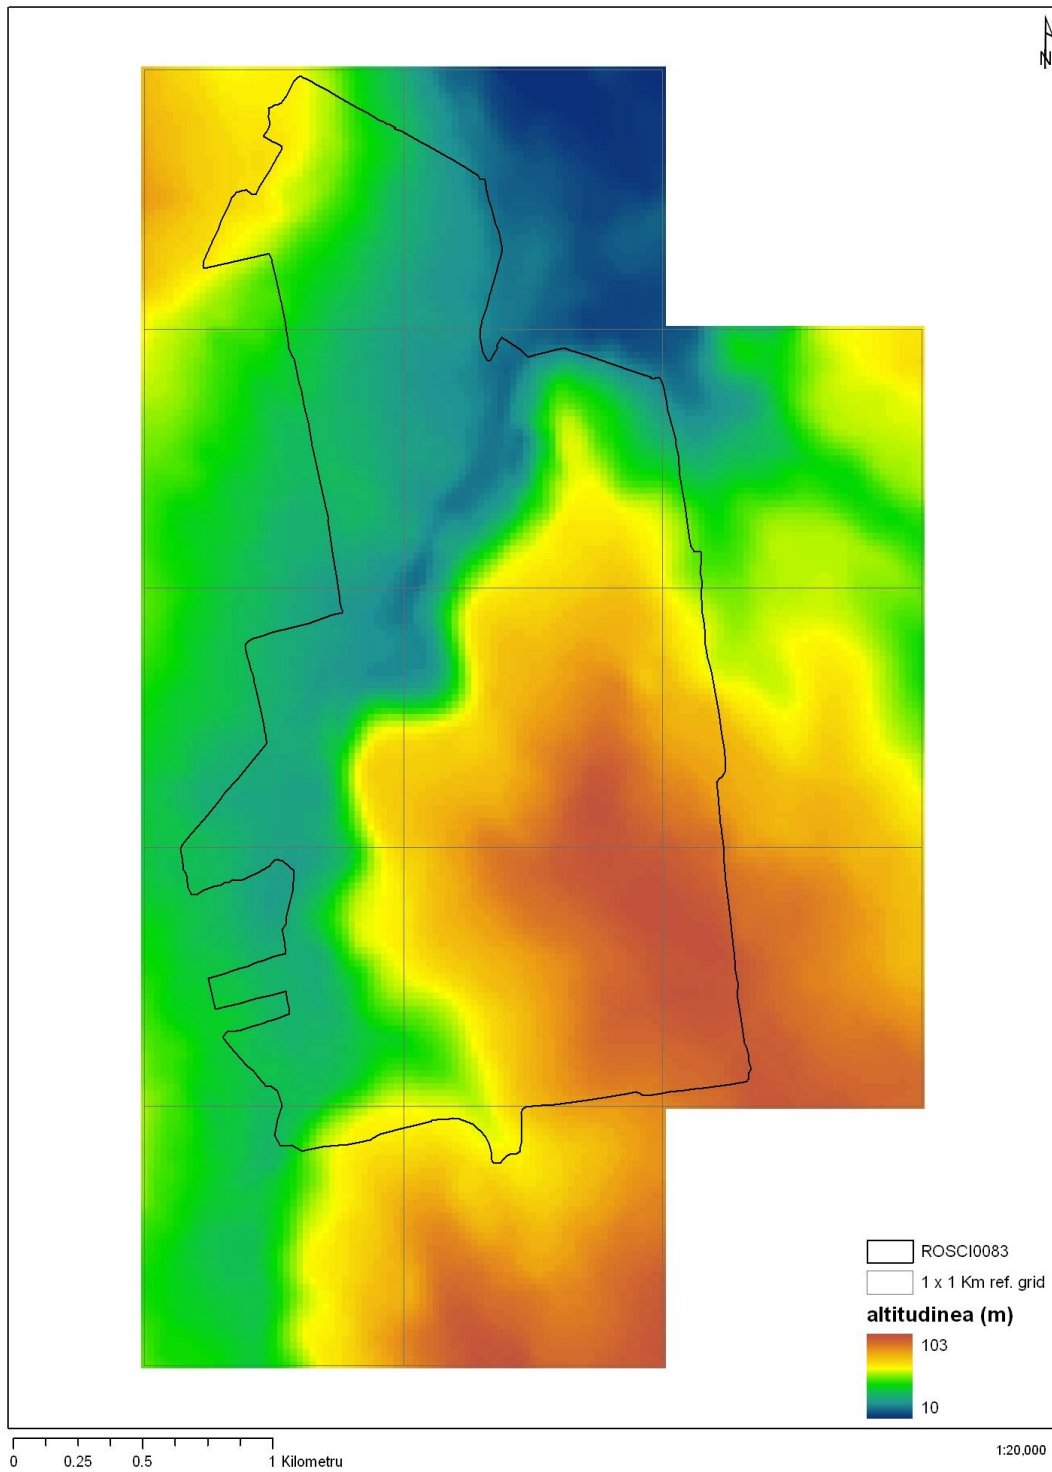 N
ROSCI0083
1 x 1 Km ref. grid
altitudinea (m)
103
10
0 0.25 0.5 1 Kilometru
1:20,000